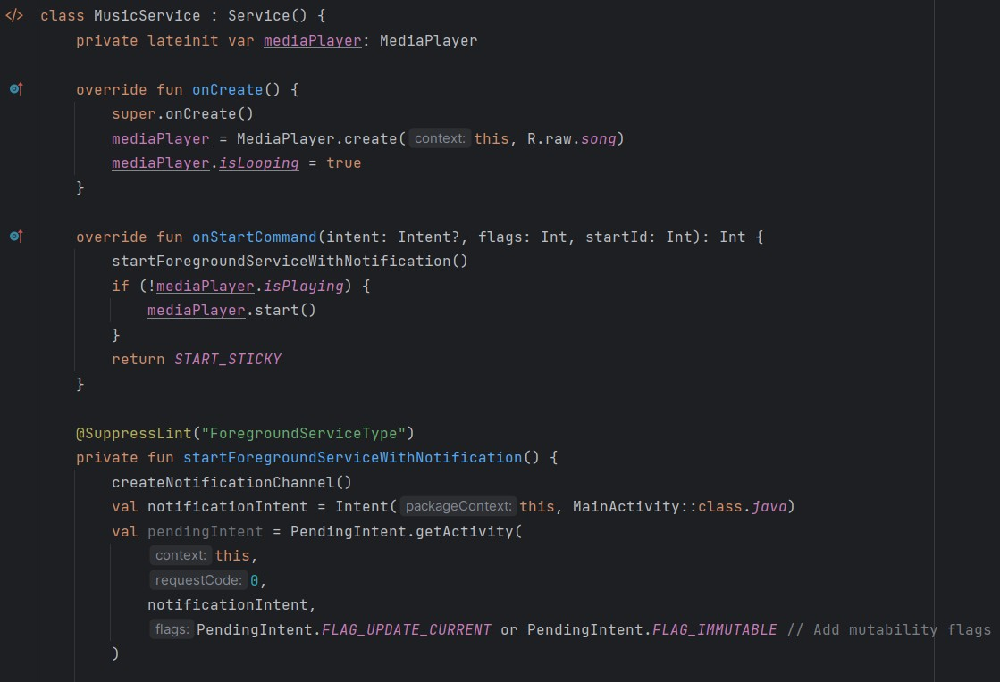 class MusicService : Service() {
    private lateinit var mediaPlayer: MediaPlayer

    override fun onCreate() {
        super.onCreate()
        mediaPlayer = MediaPlayer.create( context: this, R.raw.song)
        mediaPlayer.isLooping = true
    }

    override fun onStartCommand(intent: Intent?, flags: Int, startId: Int): Int {
        startForegroundServiceWithNotification()
        if (!mediaPlayer.isPlaying) {
            mediaPlayer.start()
        }
        return START_STICKY
    }

    @SuppressLint("ForegroundServiceType")
    private fun startForegroundServiceWithNotification() {
        createNotificationChannel()
        val notificationIntent = Intent( packageContext: this, MainActivity::class.java)
        val pendingIntent = PendingIntent.getActivity(
            context: this,
            requestCode: 0,
            notificationIntent,
            flags: PendingIntent.FLAG_UPDATE_CURRENT or PendingIntent.FLAG_IMMUTABLE // Add mutability flags
        )